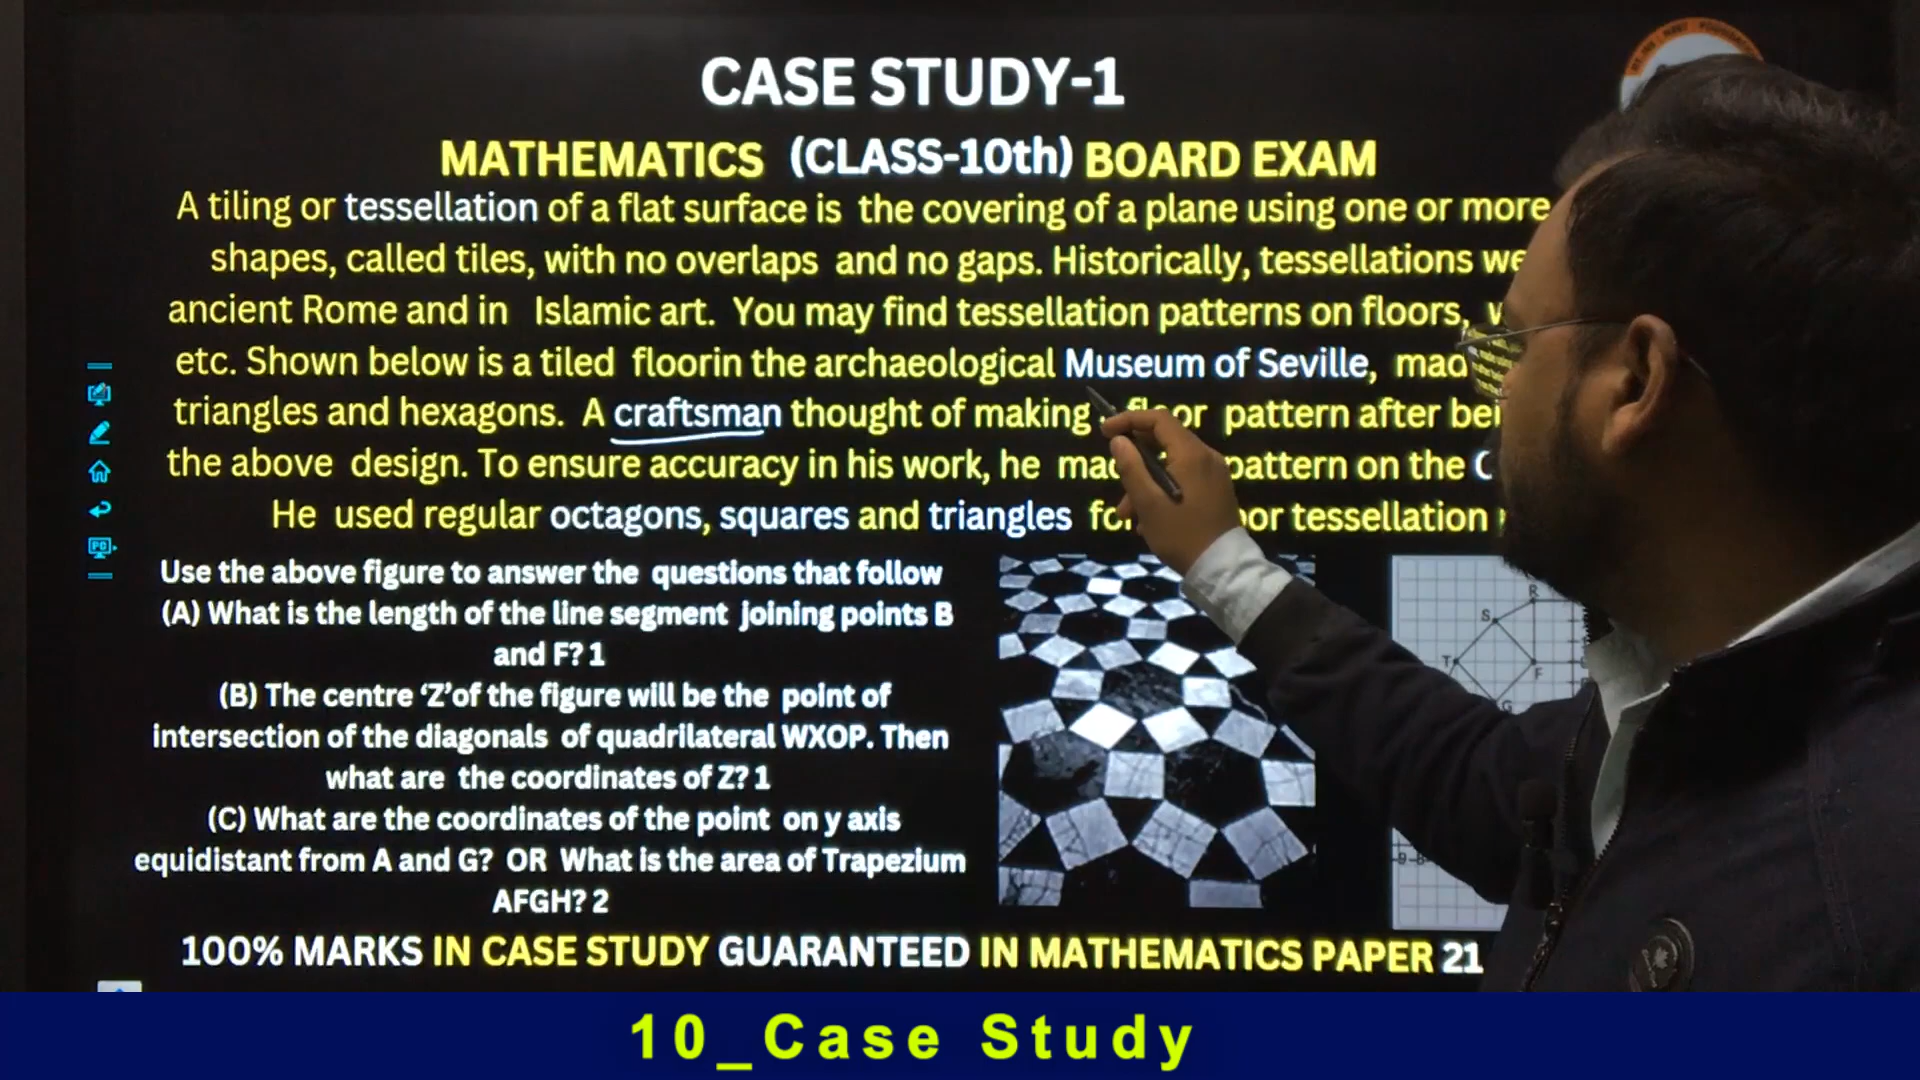 CASE STUDY-1
MATHEMATICS (CLASS-10th) BOARD EXAM
A tiling or tessellation of a flat surface is the covering of a plane using one or more
shapes, called tiles, with no overlaps and no gaps. Historically, tessellations we
ancient Rome and in Islamic art. You may find tessellation patterns on floors,
etc. Shown below is a tiled floorin the archaeological Museum of Seville, mad
triangles and hexagons. A craftsman thought of making floor pattern after bei
the above design. To ensure accuracy in his work, he mad pattern on the C
He used regular octagons, squares and triangles for tessellation
Use the above figure to answer the questions that follow
(A) What is the length of the line segment joining points B
and F? 1
(B) The centre ‘Z’of the figure will be the point of
intersection of the diagonals of quadrilateral WXOP. Then
what are the coordinates of Z? 1
(C) What are the coordinates of the point on y axis
equidistant from A and G? OR What is the area of Trapezium
AFGH? 2
R
S
T
F
G
-9 -8
100% MARKS IN CASE STUDY GUARANTEED IN MATHEMATICS PAPER 21
10_Case Study